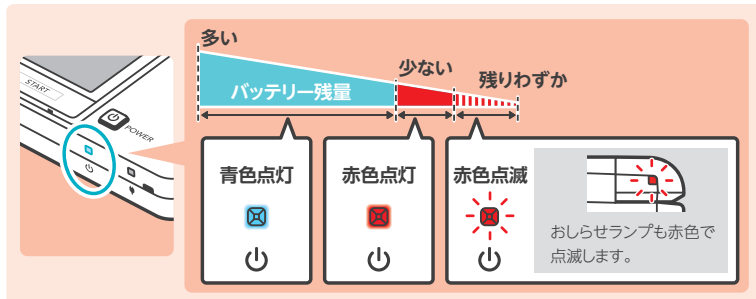 多い
少ない
残りわずか
バッテリー残量
START
POWER
青色点灯
赤色点灯
赤色点滅
おしらせランプも赤色で
点滅します。